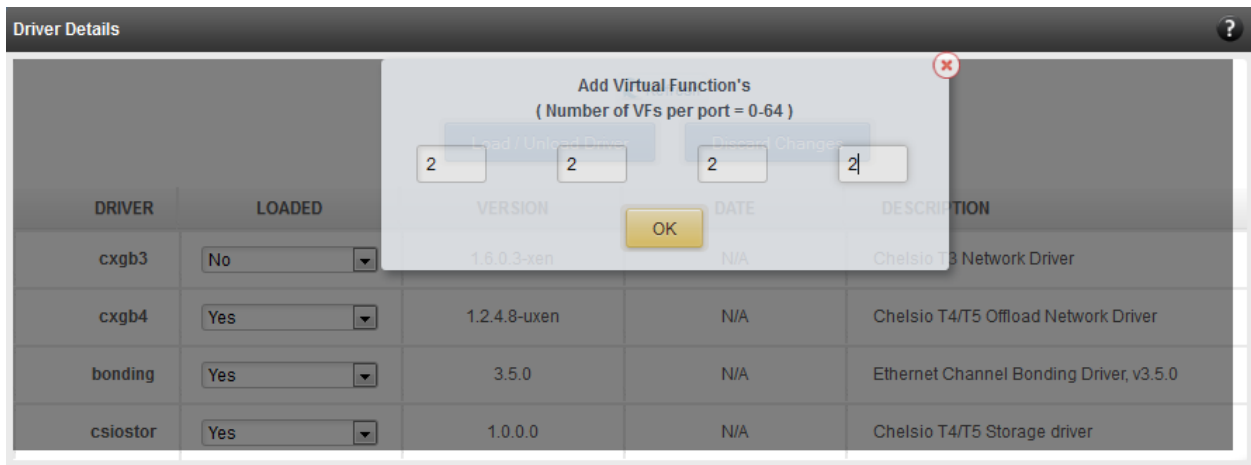 Driver Details
?
Add Virtual Function's
( Number of VFs per port = 0-64 )
Load / Unload Driver Discard Changes
2 2 2 2
DRIVER LOADED VERSION DATE DESCRIPTION
OK
cxgb3 No 1.6.0.3-xen N/A Chelsio T3 Network Driver
cxgb4 Yes 1.2.4.8-uxen N/A Chelsio T4/T5 Offload Network Driver
bonding Yes 3.5.0 N/A Ethernet Channel Bonding Driver, v3.5.0
csiostor Yes 1.0.0.0 N/A Chelsio T4/T5 Storage driver